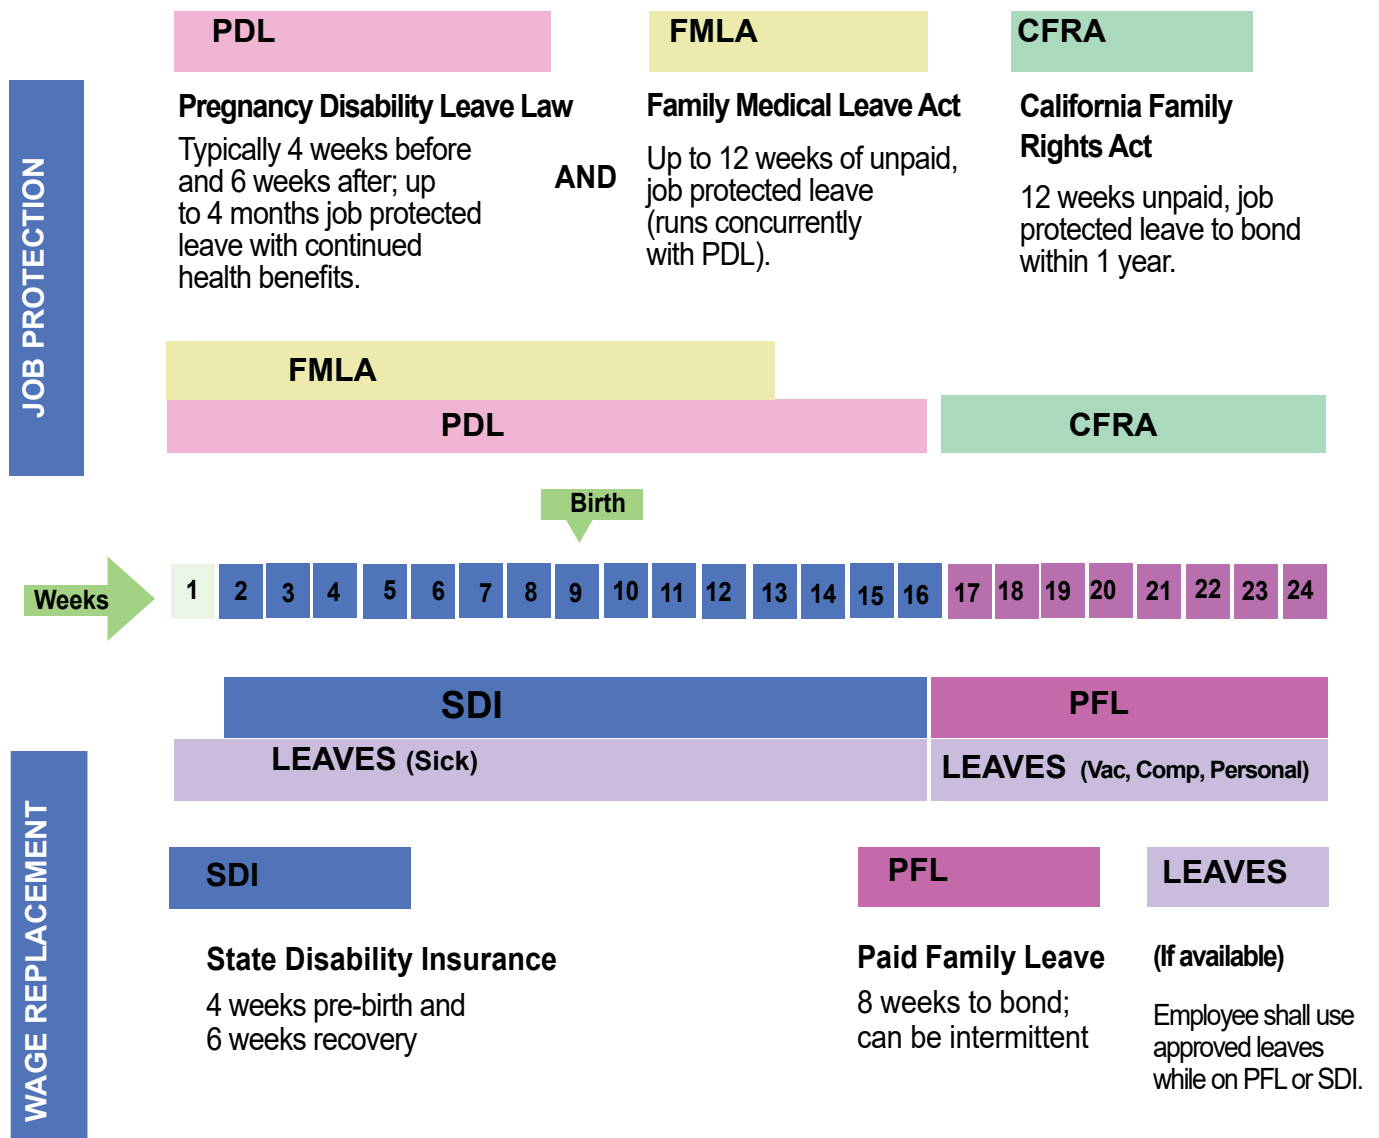 PDL
Pregnancy Disability Leave Law
Typically 4 weeks before
and 6 weeks after; up
to 4 months job protected
leave with continued
health benefits.
AND
FMLA
Family Medical Leave Act
Up to 12 weeks of unpaid,
job protected leave
(runs concurrently
with PDL).
CFRA
California Family
Rights Act
12 weeks unpaid, job
protected leave to bond
within 1 year.
JOB PROTECTION
FMLA
PDL
CFRA
Birth
Weeks
1 2 3 4 5 6 7 8 9 10 11 12 13 14 15 16 17 18 19 20 21 22 23 24
SDI
PFL
LEAVES (Sick)
LEAVES (Vac, Comp, Personal)
WAGE REPLACEMENT
SDI
State Disability Insurance
4 weeks pre-birth and
6 weeks recovery
PFL
Paid Family Leave
8 weeks to bond;
can be intermittent
LEAVES
(If available)
Employee shall use
approved leaves
while on PFL or SDI.